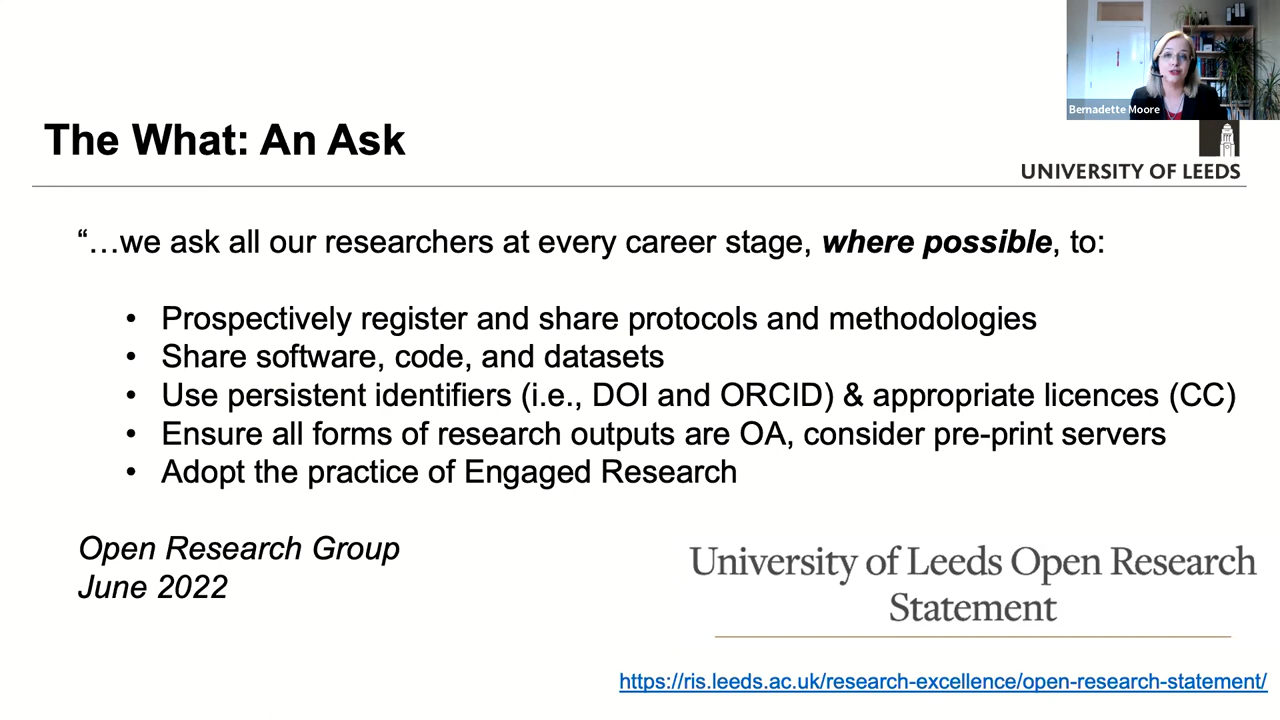 Bernadette Moore
The What: An Ask
UNIVERSITY OF LEEDS
“…we ask all our researchers at every career stage, where possible, to:
• Prospectively register and share protocols and methodologies
• Share software, code, and datasets
• Use persistent identifiers (i.e., DOI and ORCID) & appropriate licences (CC)
• Ensure all forms of research outputs are OA, consider pre-print servers
• Adopt the practice of Engaged Research
Open Research Group
June 2022
University of Leeds Open Research
Statement
https://ris.leeds.ac.uk/research-excellence/open-research-statement/